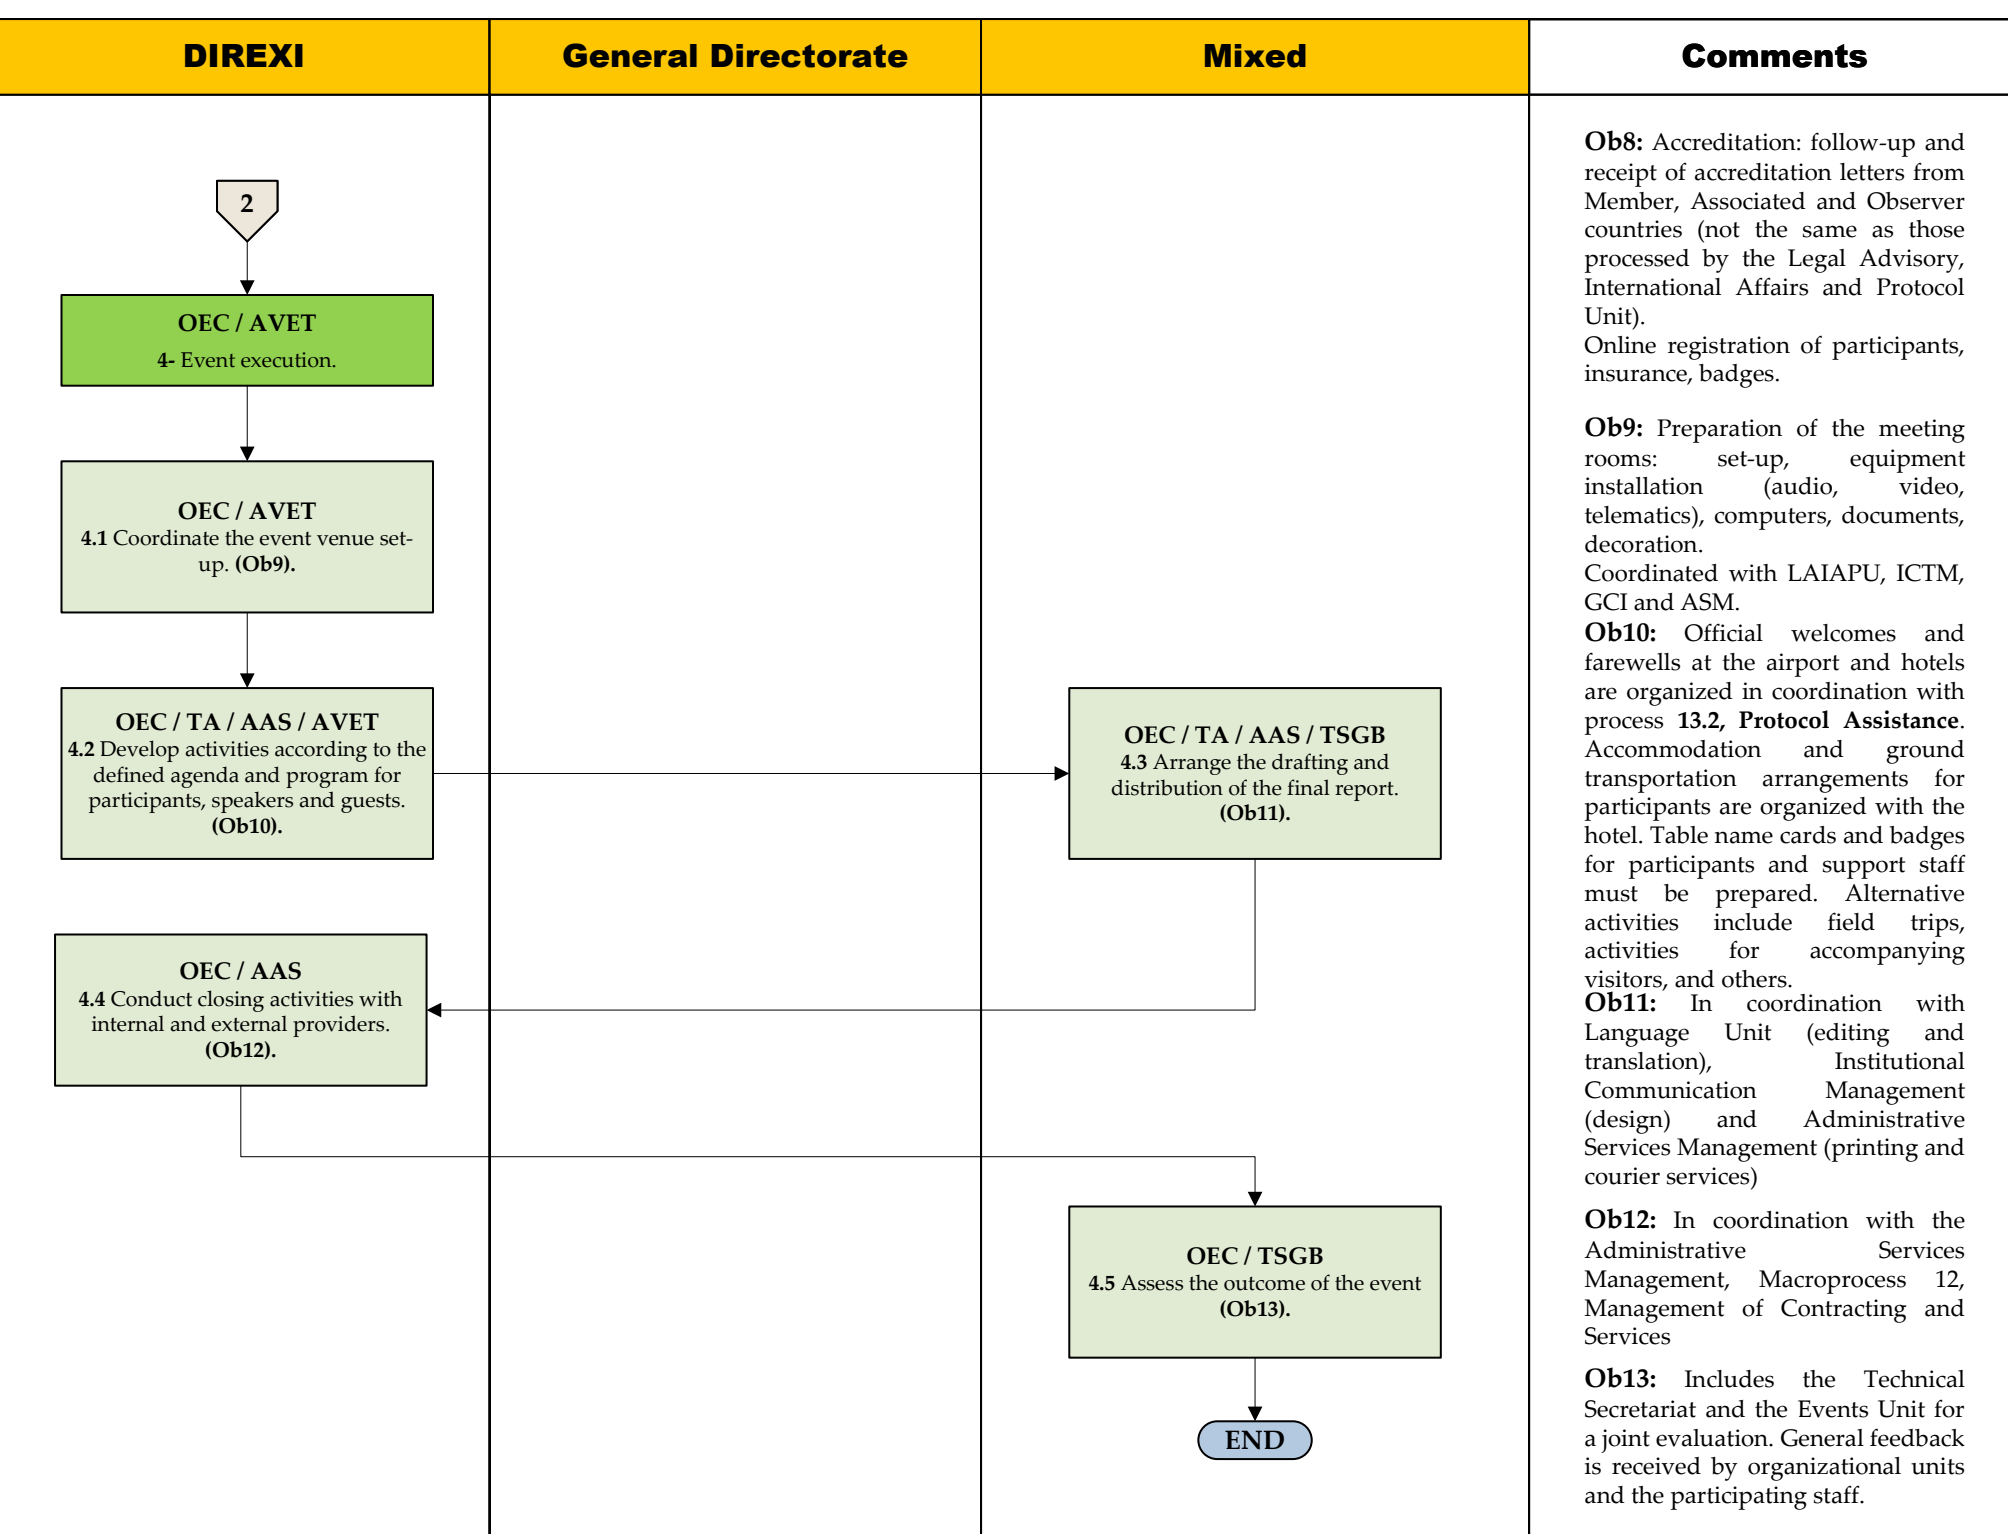 DIREXI
General Directorate
Mixed
Comments
2
OEC / AVET
4- Event execution.
OEC / AVET
4.1 Coordinate the event venue set-
up. (Ob9).
OEC / TA / AAS / AVET
4.2 Develop activities according to the
defined agenda and program for
participants, speakers and guests.
(Ob10).
OEC / TA / AAS / TSGB
4.3 Arrange the drafting and
distribution of the final report.
(Ob11).
OEC / AAS
4.4 Conduct closing activities with
internal and external providers.
(Ob12).
OEC / TSGB
4.5 Assess the outcome of the event
(Ob13).
END
Ob8: Accreditation: follow-up and
receipt of accreditation letters from
Member, Associated and Observer
countries (not the same as those
processed by the Legal Advisory,
International Affairs and Protocol
Unit).
Online registration of participants,
insurance, badges.
Ob9: Preparation of the meeting
rooms: set-up, equipment
installation (audio, video,
telematics), computers, documents,
decoration.
Coordinated with LAIAPU, ICTM,
GCI and ASM.
Ob10: Official welcomes and
farewells at the airport and hotels
are organized in coordination with
process 13.2, Protocol Assistance.
Accommodation and ground
transportation arrangements for
participants are organized with the
hotel. Table name cards and badges
for participants and support staff
must be prepared. Alternative
activities include field trips,
activities for accompanying
visitors, and others.
Ob11: In coordination with
Language Unit (editing and
translation), Institutional
Communication Management
(design) and Administrative
Services Management (printing and
courier services)
Ob12: In coordination with the
Administrative Services
Management, Macroprocess 12,
Management of Contracting and
Services
Ob13: Includes the Technical
Secretariat and the Events Unit for
a joint evaluation. General feedback
is received by organizational units
and the participating staff.